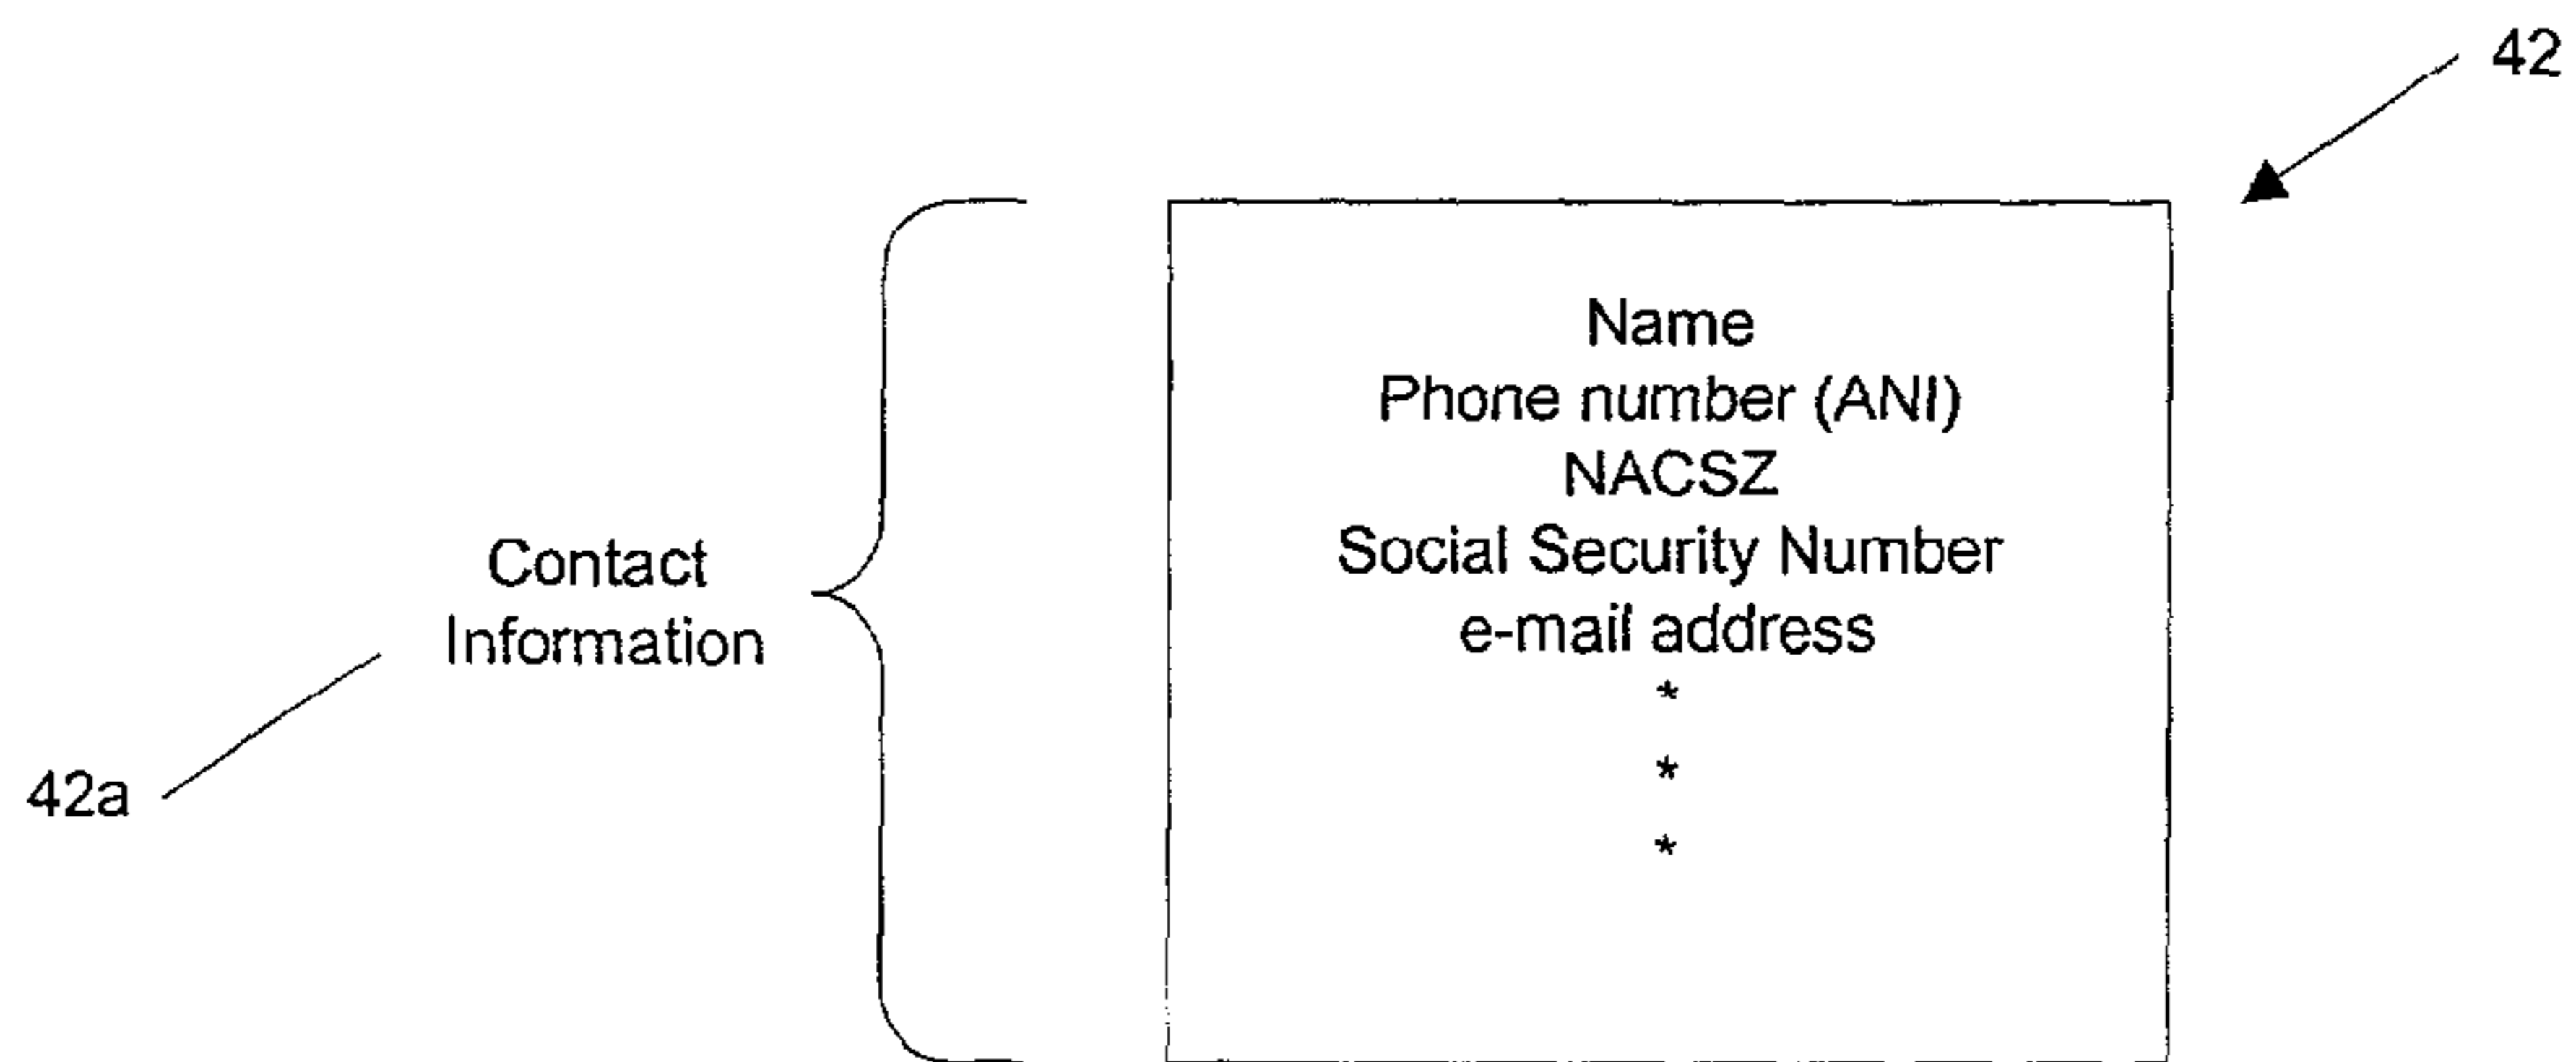 42
Name
Phone number (ANI)
NACSZ
Social Security Number
e-mail address
*
*
*
Contact
Information
42a